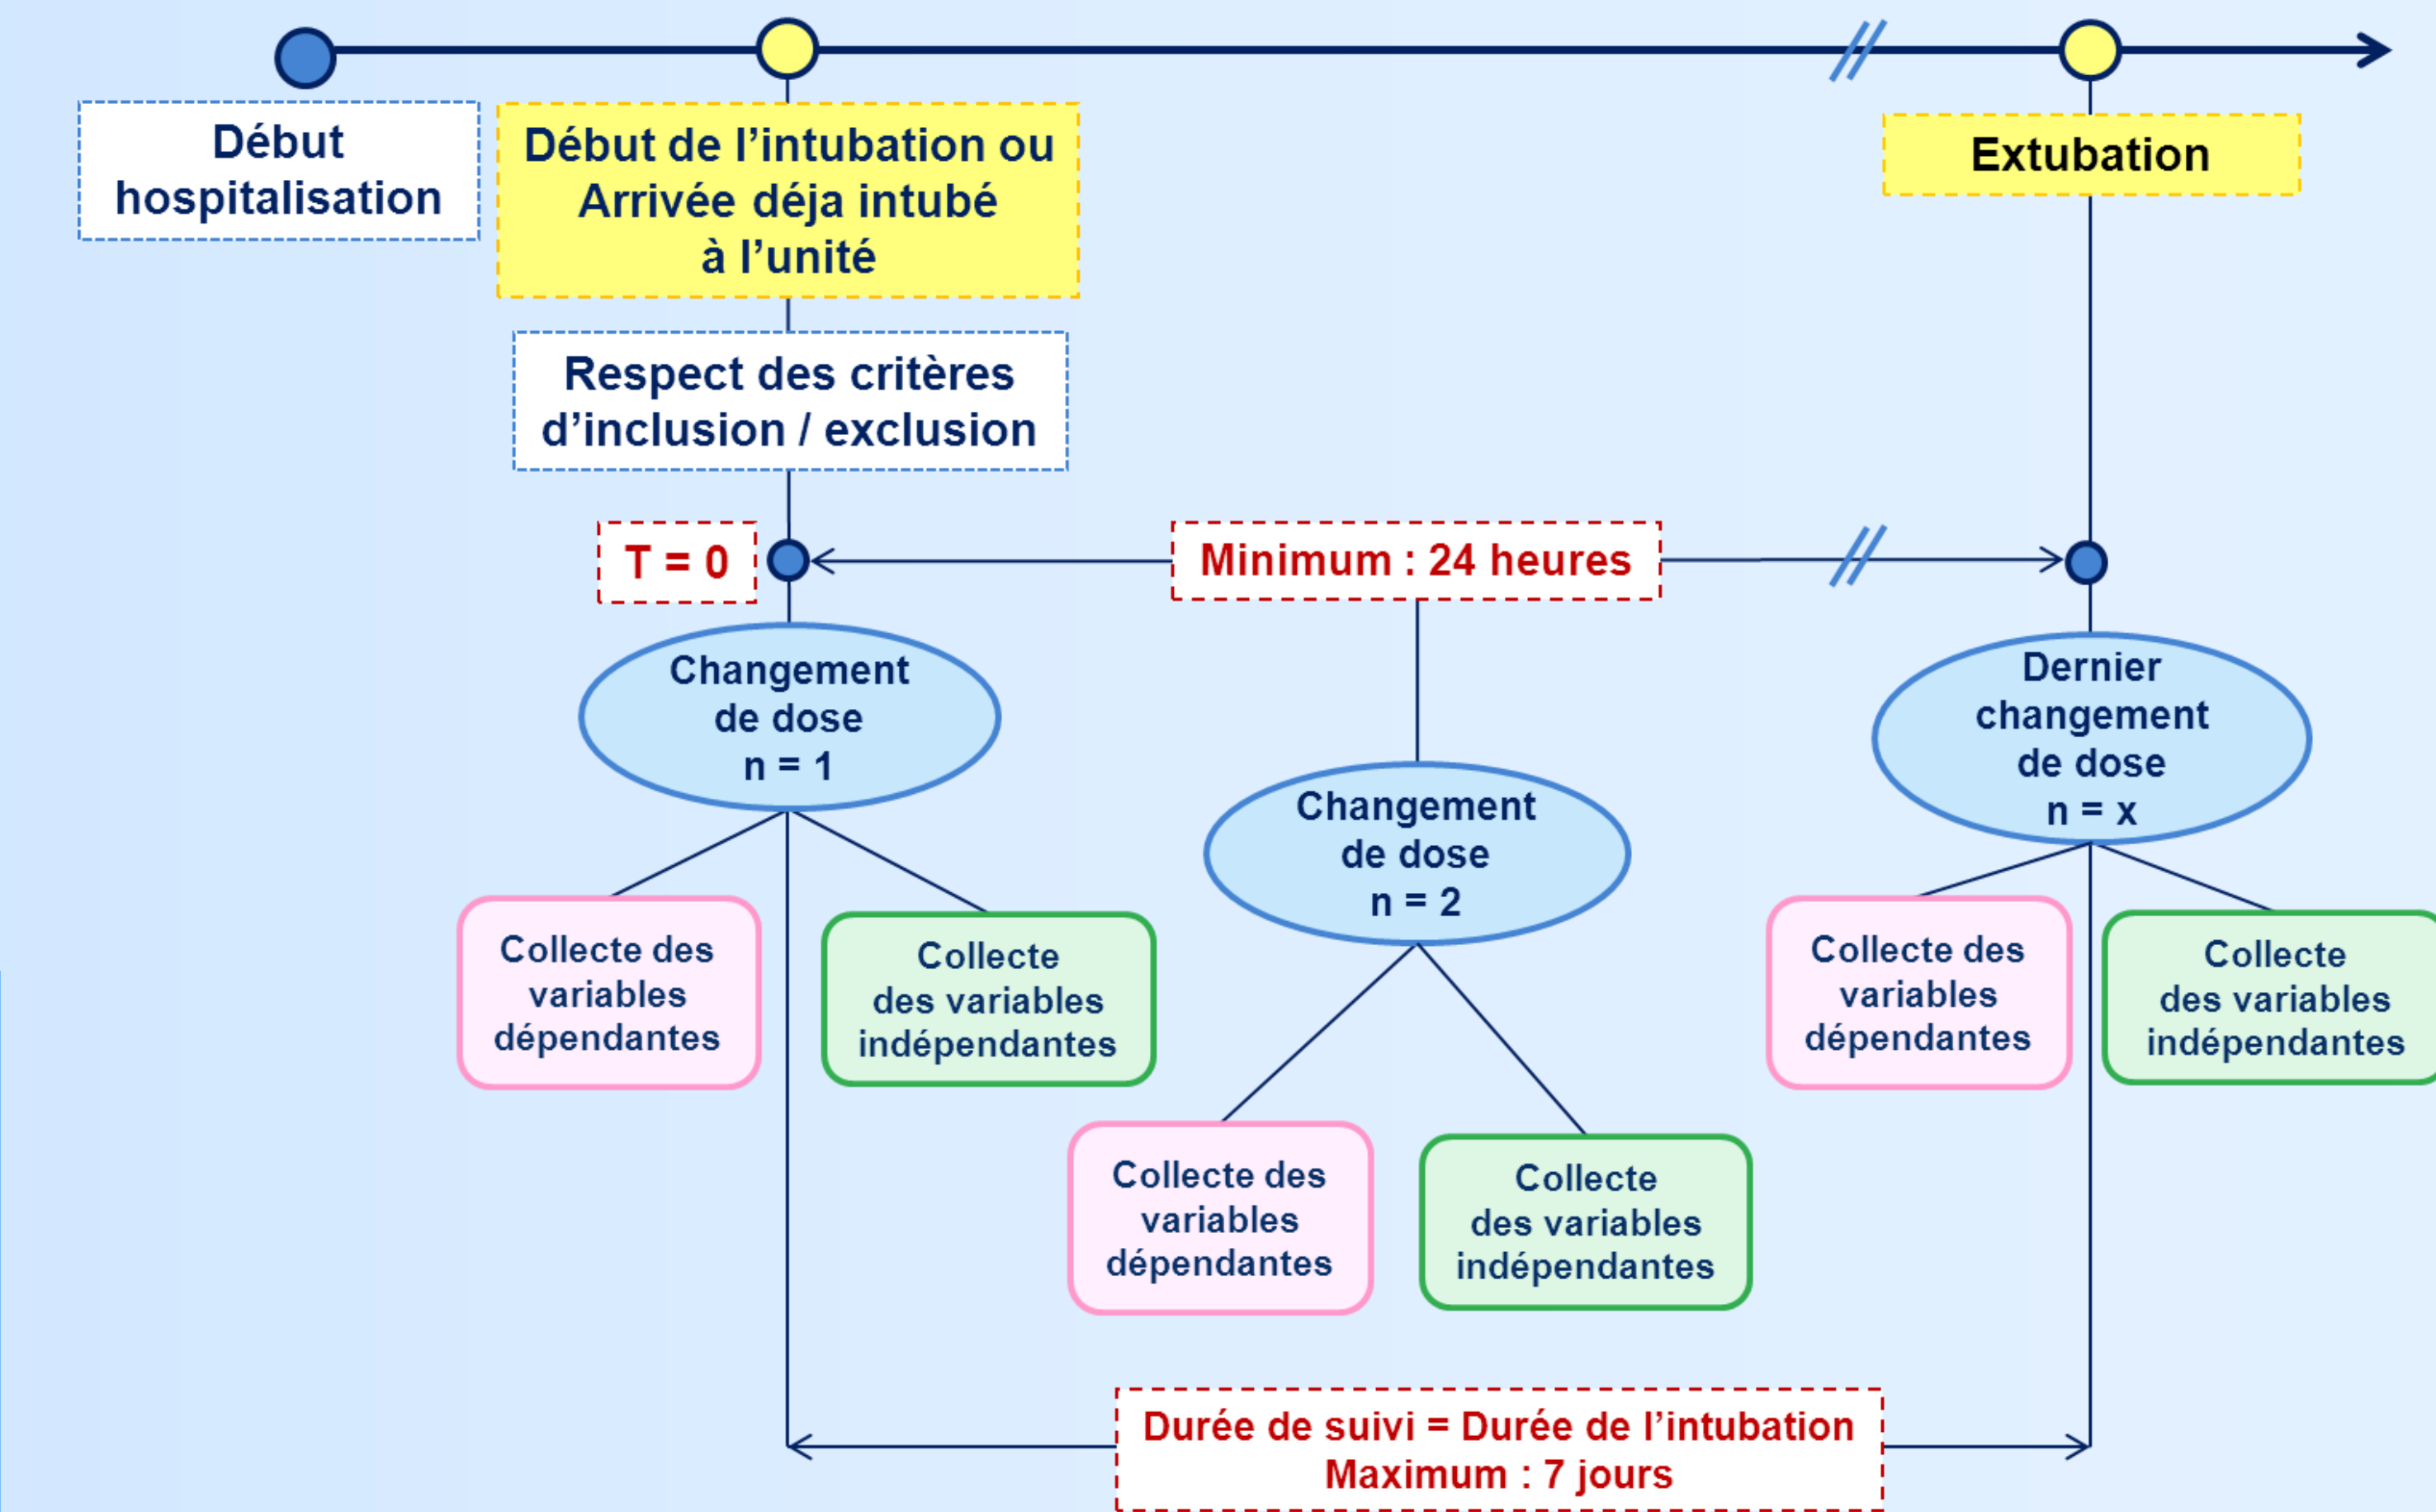 Début
hospitalisation
Début de l’intubation ou
Arrivée déja intubé
à l’unité
Extubation
Respect des critères
d’inclusion / exclusion
T = 0
Minimum : 24 heures
Changement
de dose
n = 1
Changement
de dose
n = 2
Dernier
changement
de dose
n = x
Collecte des
variables
dépendantes
Collecte
des variables
indépendantes
Collecte des
variables
dépendantes
Collecte
des variables
indépendantes
Collecte des
variables
dépendantes
Collecte
des variables
indépendantes
Durée de suivi = Durée de l’intubation
Maximum : 7 jours